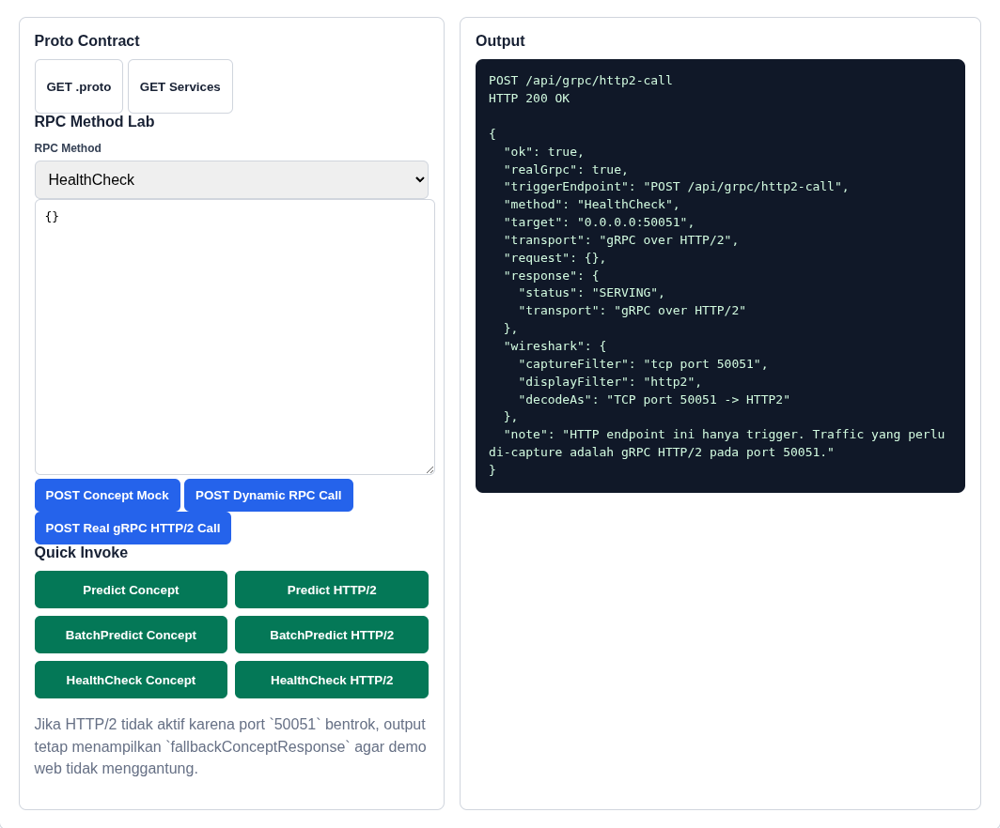 Proto Contract
GET .proto
GET Services
RPC Method Lab
RPC Method
HealthCheck
{}
POST Concept Mock
POST Dynamic RPC Call
POST Real gRPC HTTP/2 Call
Quick Invoke
Predict Concept
Predict HTTP/2
BatchPredict Concept
BatchPredict HTTP/2
HealthCheck Concept
HealthCheck HTTP/2
Jika HTTP/2 tidak aktif karena port `50051` bentrok, output
tetap menampilkan `fallbackConceptResponse` agar demo
web tidak menggantung.
Output
POST /api/grpc/http2-call
HTTP 200 OK
{
  "ok": true,
  "realGrpc": true,
  "triggerEndpoint": "POST /api/grpc/http2-call",
  "method": "HealthCheck",
  "target": "0.0.0.0:50051",
  "transport": "gRPC over HTTP/2",
  "request": {},
  "response": {
    "status": "SERVING",
    "transport": "gRPC over HTTP/2"
  },
  "wireshark": {
    "captureFilter": "tcp port 50051",
    "displayFilter": "http2",
    "decodeAs": "TCP port 50051 -> HTTP2"
  },
  "note": "HTTP endpoint ini hanya trigger. Traffic yang perlu
di-capture adalah gRPC HTTP/2 pada port 50051."
}